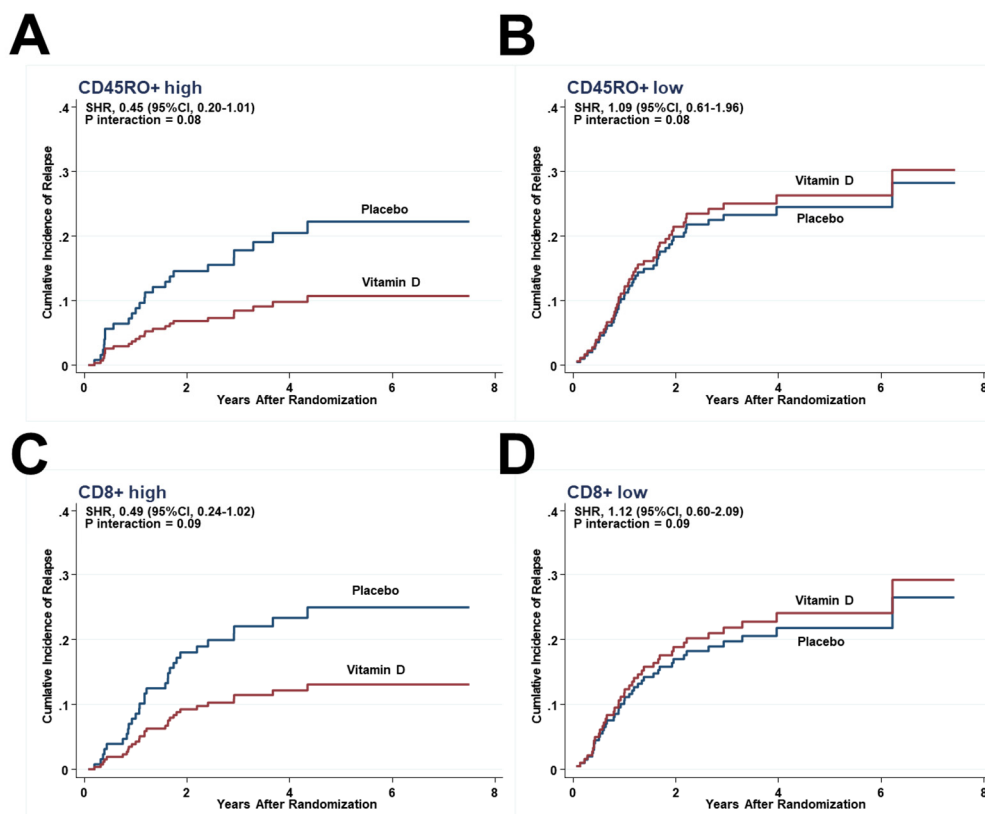 A
CD45RO+ high
SHR, 0.45 (95%CI, 0.20-1.01)
P interaction = 0.08
Cumlative Incidence of Relapse
.4
.3
.2
.1
0
Placebo
Vitamin D
0 2 4 6 8
Years After Randomization
B
CD45RO+ low
SHR, 1.09 (95%CI, 0.61-1.96)
P interaction = 0.08
Cumlative Incidence of Relapse
.4
.3
.2
.1
0
Vitamin D
Placebo
0 2 4 6 8
Years After Randomization
C
CD8+ high
SHR, 0.49 (95%CI, 0.24-1.02)
P interaction = 0.09
Cumlative Incidence of Relapse
.4
.3
.2
.1
0
Placebo
Vitamin D
0 2 4 6 8
Years After Randomization
D
CD8+ low
SHR, 1.12 (95%CI, 0.60-2.09)
P interaction = 0.09
Cumlative Incidence of Relapse
.4
.3
.2
.1
0
Vitamin D
Placebo
0 2 4 6 8
Years After Randomization